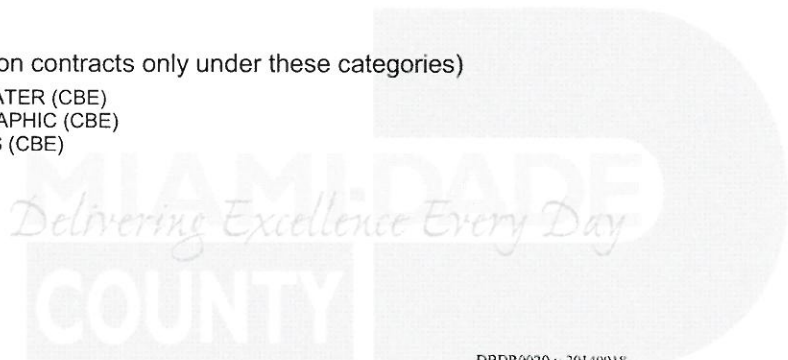 on contracts only under these categories)
ATER (CBE)
APHIC (CBE)
S (CBE)
MIAMI-DADE
Delivering Excellence Every Day
COUNTY